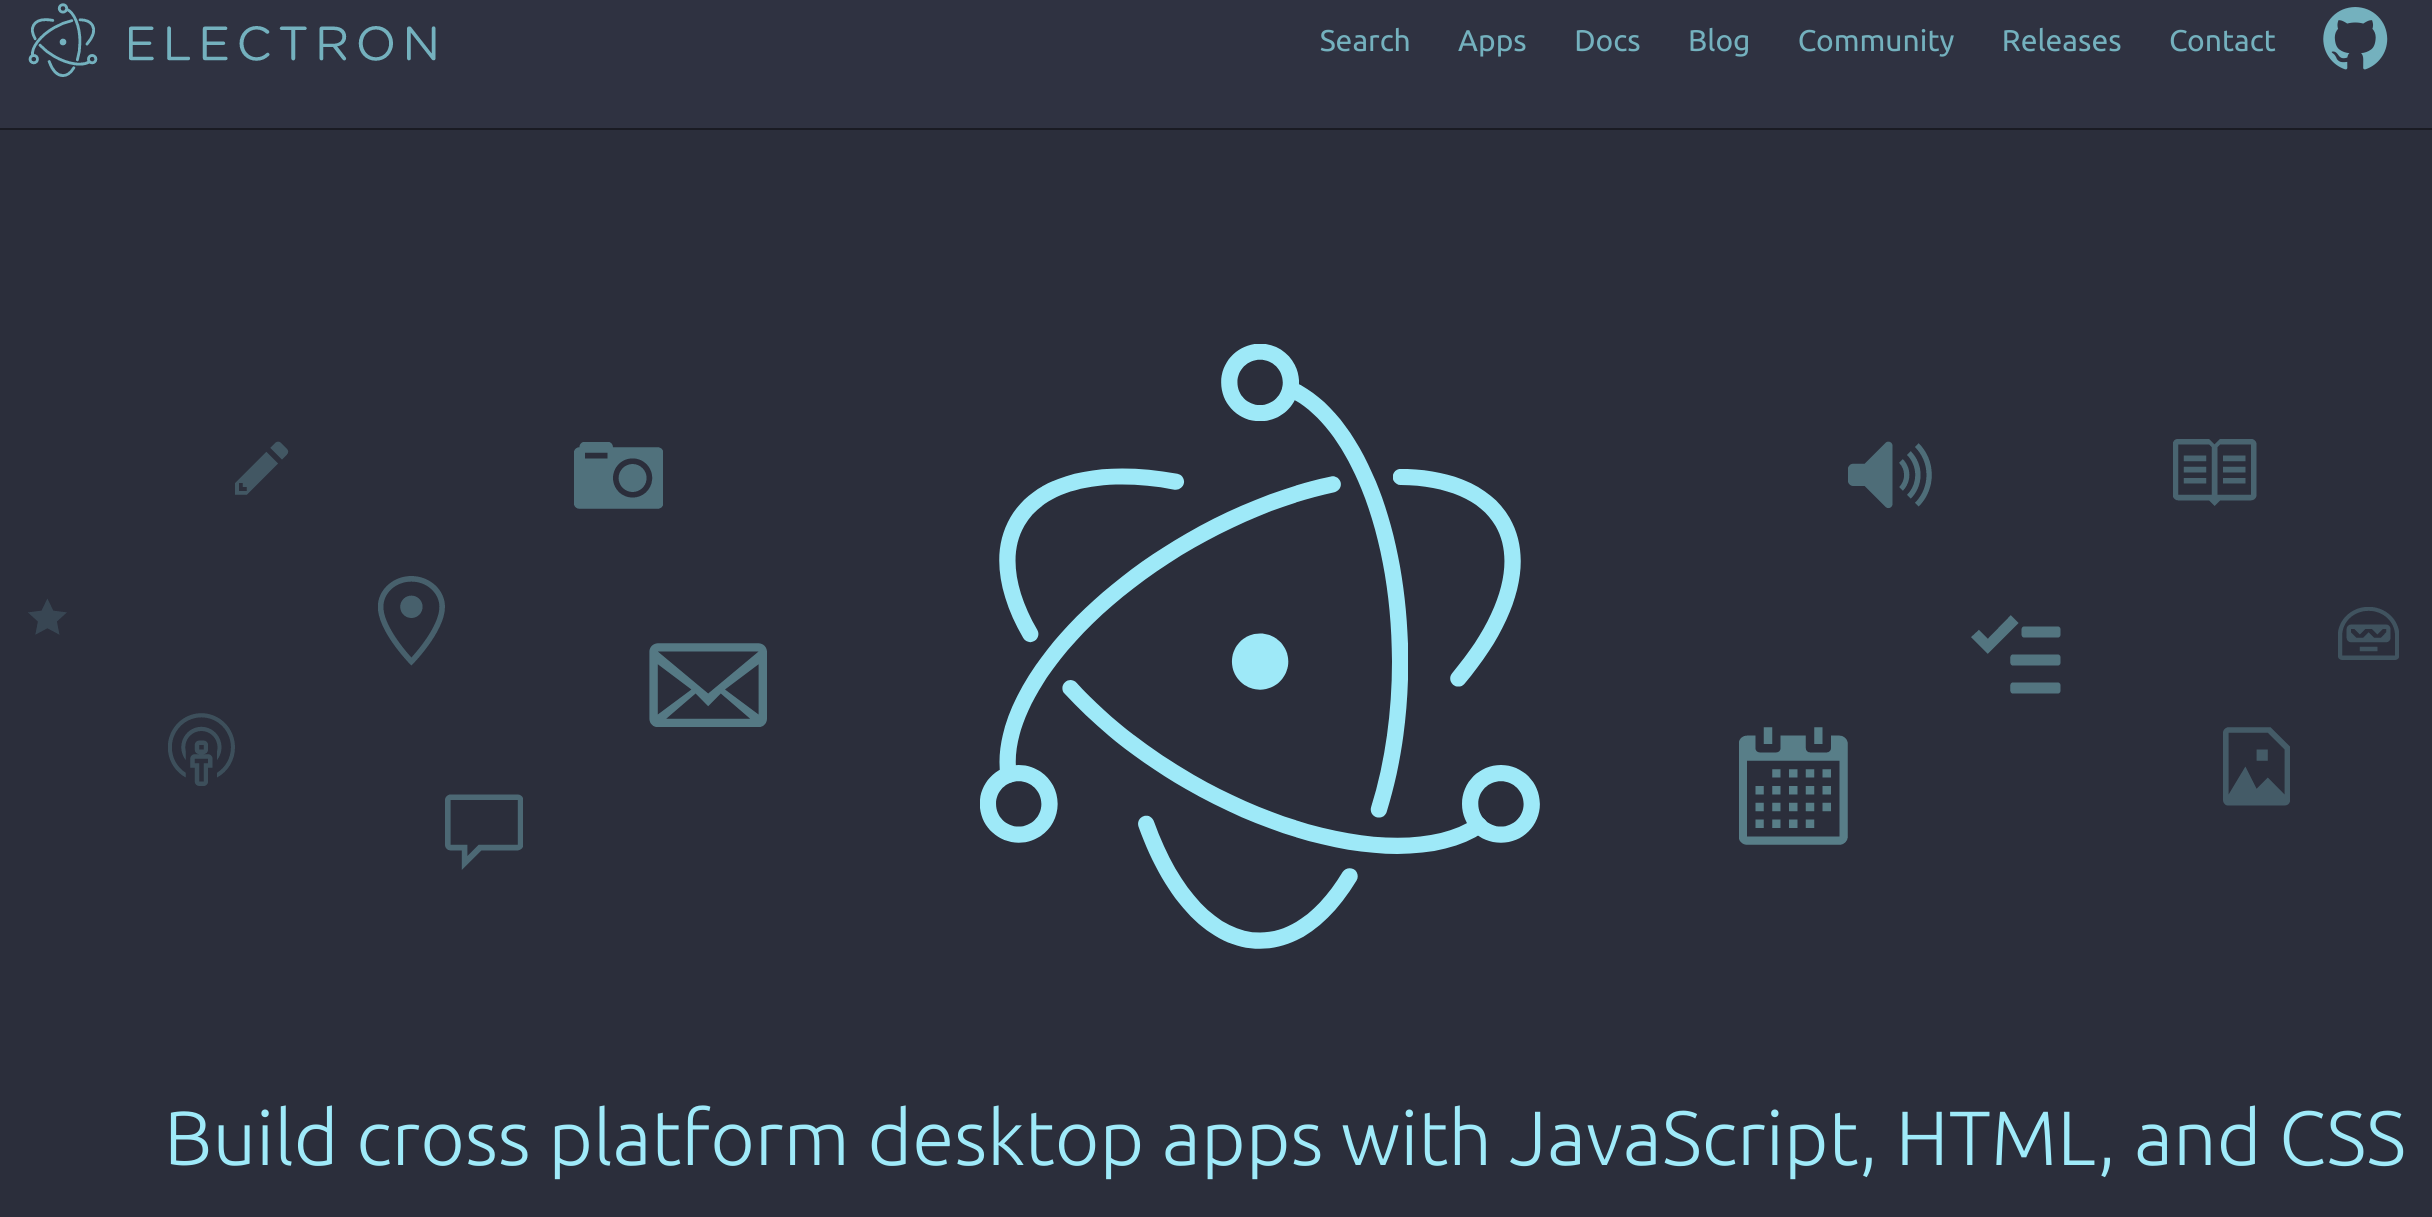 ELECTRON
Search Apps Docs Blog Community Releases Contact
Build cross platform desktop apps with JavaScript, HTML, and CSS